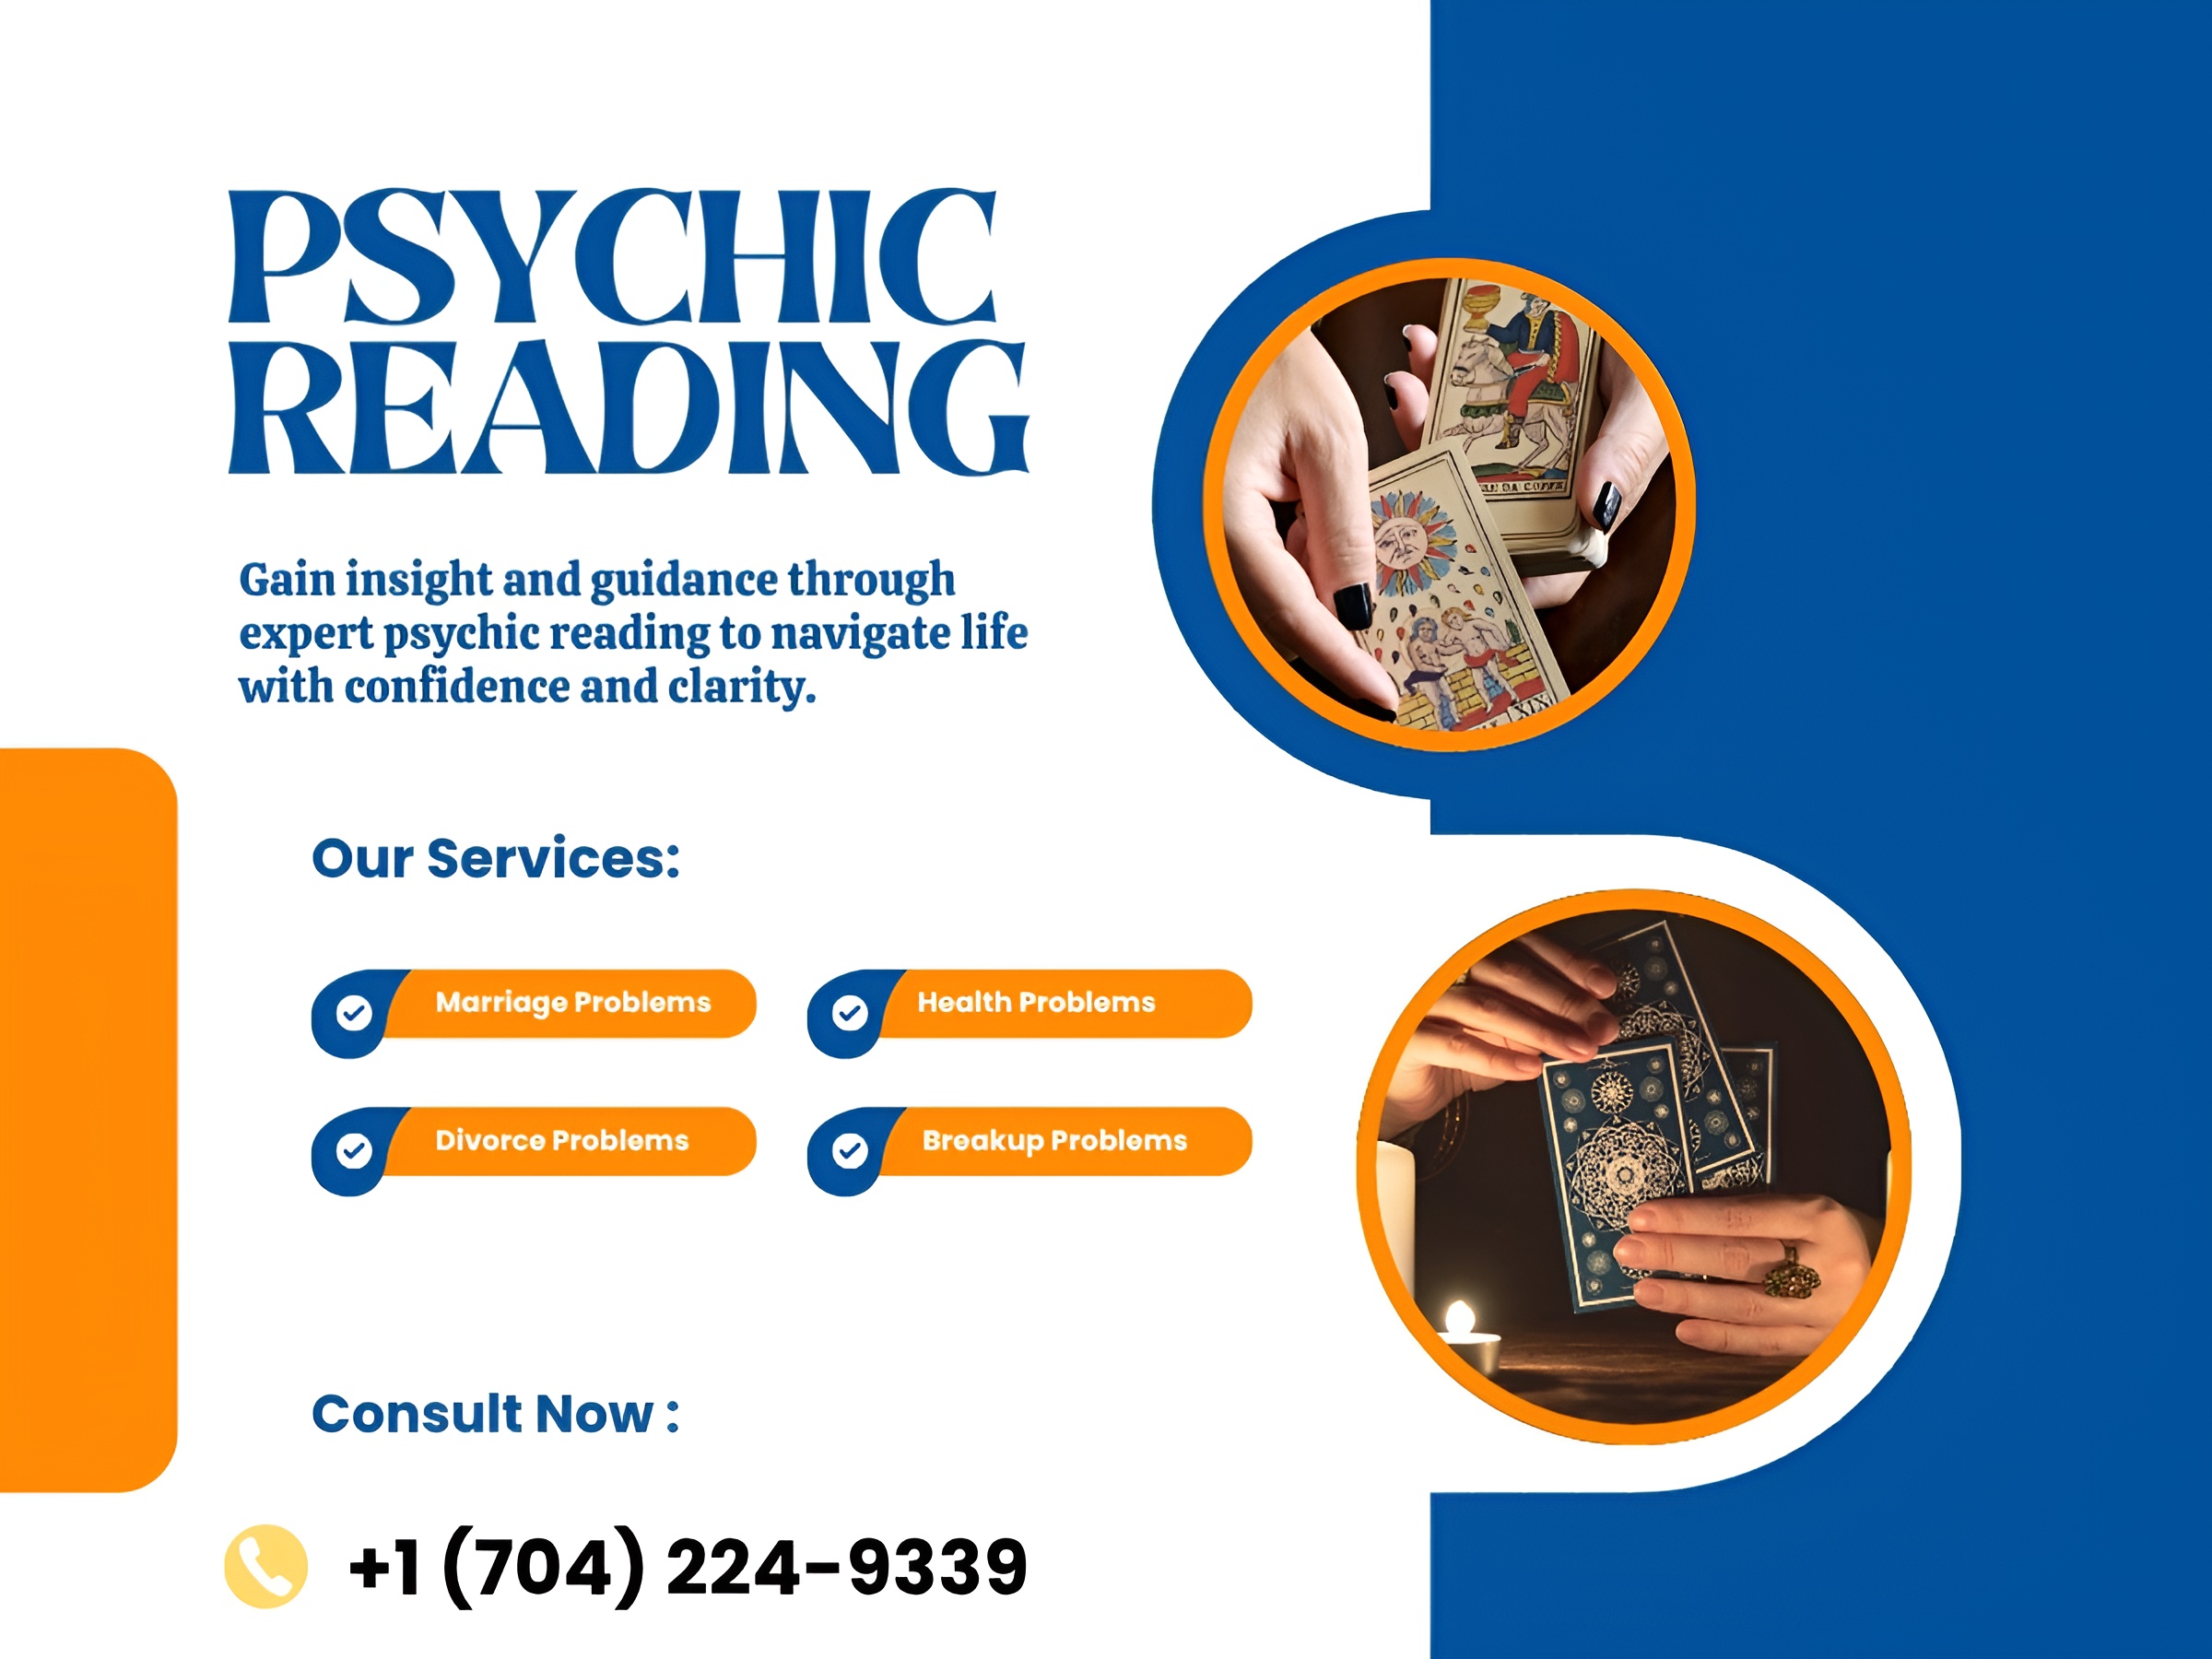 PSYCHIC
READING
Gain insight and guidance through
expert psychic reading to navigate life
with confidence and clarity.
Our Services:
Marriage Problems
Health Problems
Divorce Problems
Breakup Problems
Consult Now :
+1 (704) 224-9339
XIX